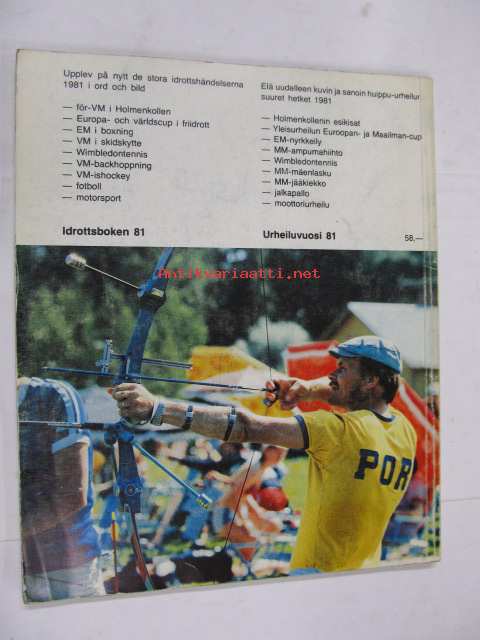 Upplev på nytt de stora idrottshändelserna
1981 i ord och bild
— för-VM i Holmenkollen
— Europa- och världscup i friidrott
— EM i boxning
— VM i skidskytte
— Wimbledontennis
— VM-backhoppning
— VM-ishockey
— fotboll
— motorsport
Idrottsboken 81
Elä uudelleen kuvin ja sanoin huippu-urheilun
suuret hetket 1981
— Holmenkollenin esikisat
— Yleisurheilun Euroopan- ja Maailman-cup
— EM-nyrkkeily
— MM-ampumahiihto
— Wimbledontennis
— MM-mäenlasku
— MM-jääkiekko
— jalkapallo
— moottoriurheilu
Urheiluvuosi 81
58,—
Antikvariaatti.net
POR